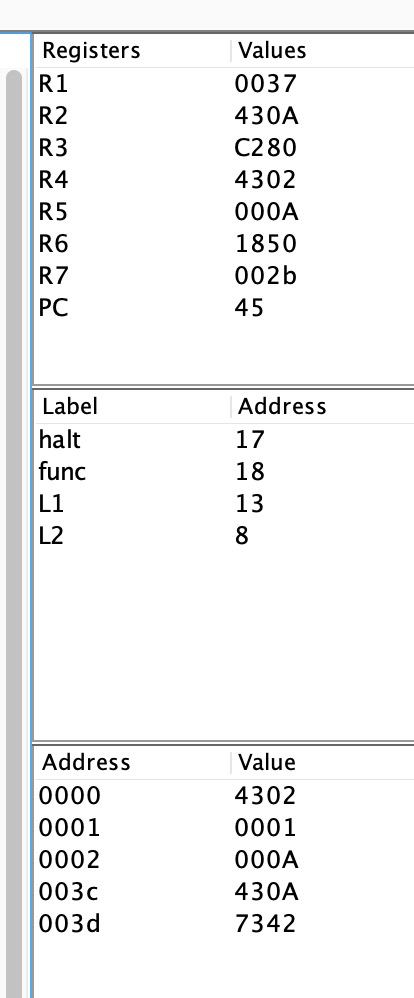 Registers Values
R1 0037
R2 430A
R3 C280
R4 4302
R5 000A
R6 1850
R7 002b
PC 45
Label Address
halt 17
func 18
L1 13
L2 8
Address Value
0000 4302
0001 0001
0002 000A
003c 430A
003d 7342